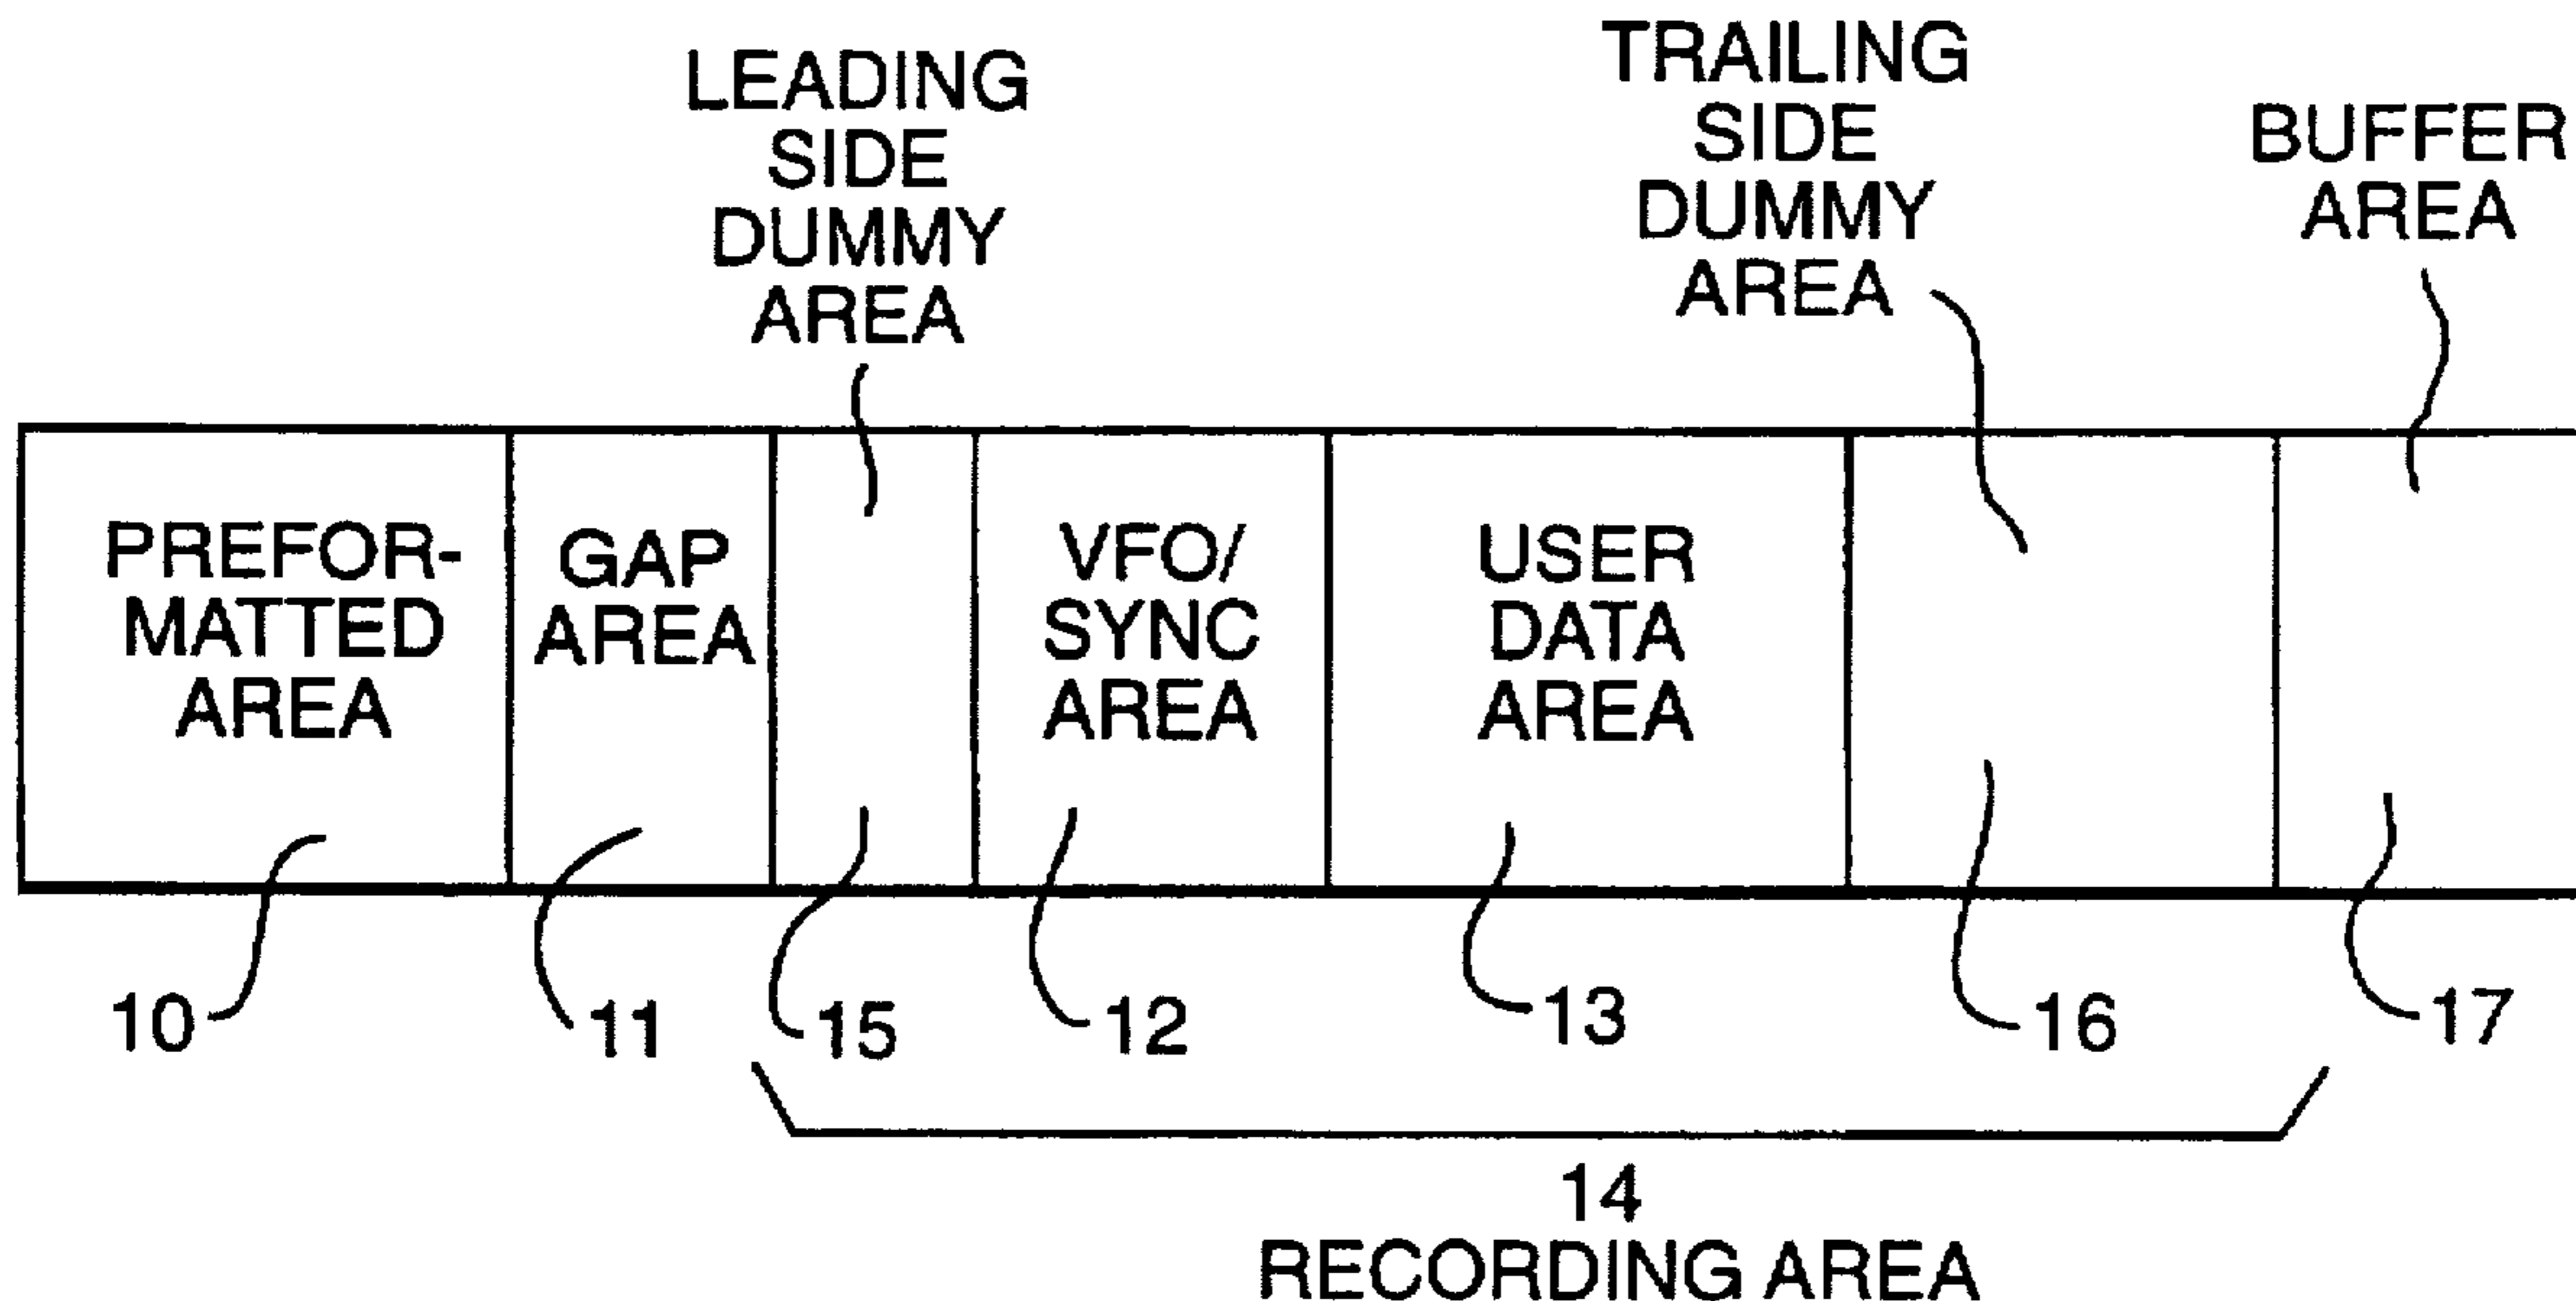 LEADING
SIDE
DUMMY
AREA
TRAILING
SIDE
DUMMY
AREA
BUFFER
AREA
PREFOR-
MATTED
AREA
GAP
AREA
VFO/
SYNC
AREA
USER
DATA
AREA
10
11
15
12
13
16
17
14
RECORDING AREA